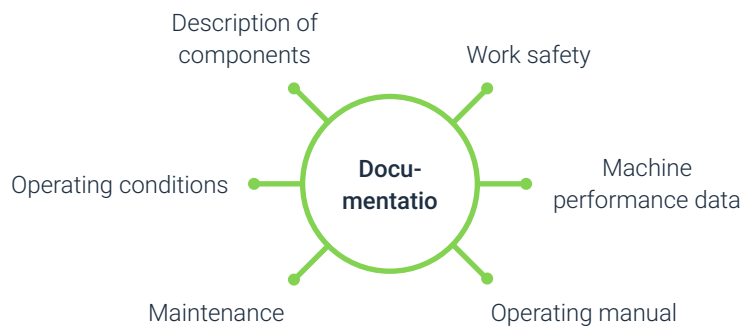 Description of
components
Work safety
Operating conditions
Docu-
mentatio
Machine
performance data
Maintenance
Operating manual